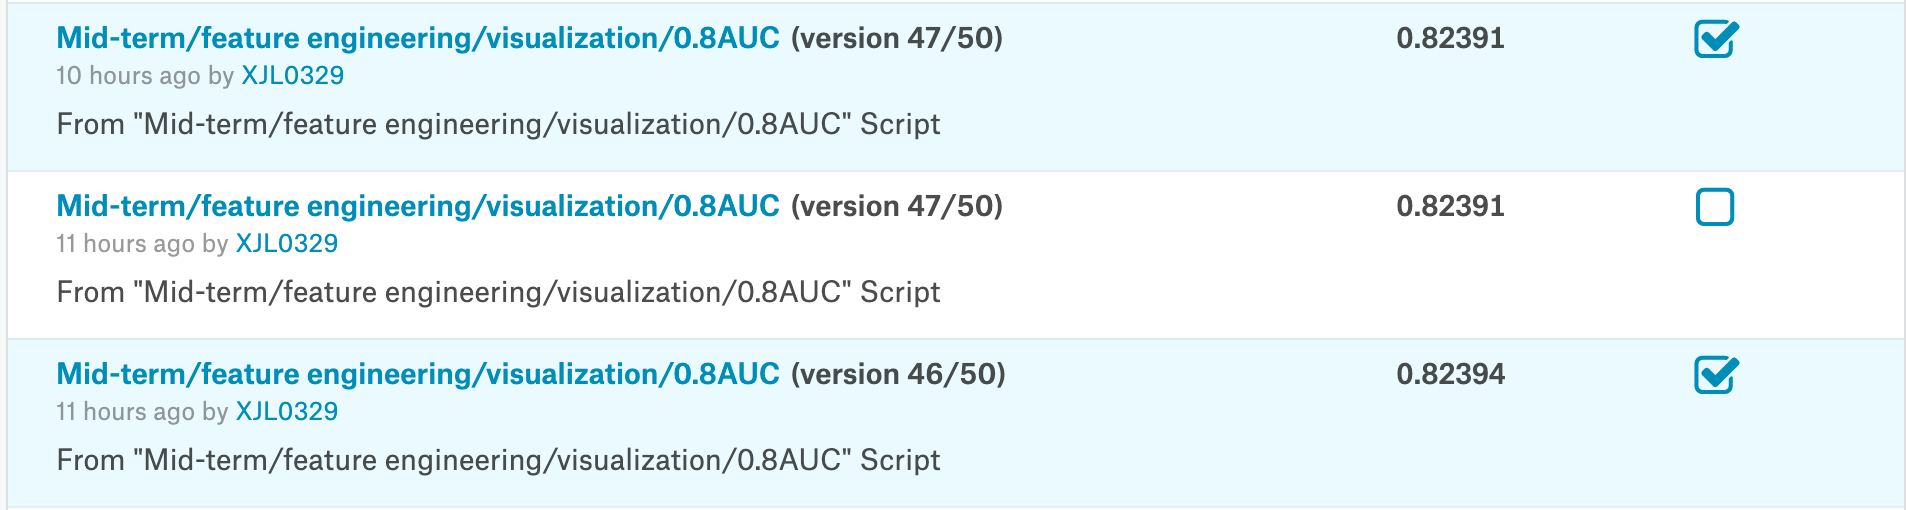 Mid-term/feature engineering/visualization/0.8AUC (version 47/50) 0.82391
10 hours ago by XJL0329
From "Mid-term/feature engineering/visualization/0.8AUC" Script
Mid-term/feature engineering/visualization/0.8AUC (version 47/50) 0.82391
11 hours ago by XJL0329
From "Mid-term/feature engineering/visualization/0.8AUC" Script
Mid-term/feature engineering/visualization/0.8AUC (version 46/50) 0.82394
11 hours ago by XJL0329
From "Mid-term/feature engineering/visualization/0.8AUC" Script